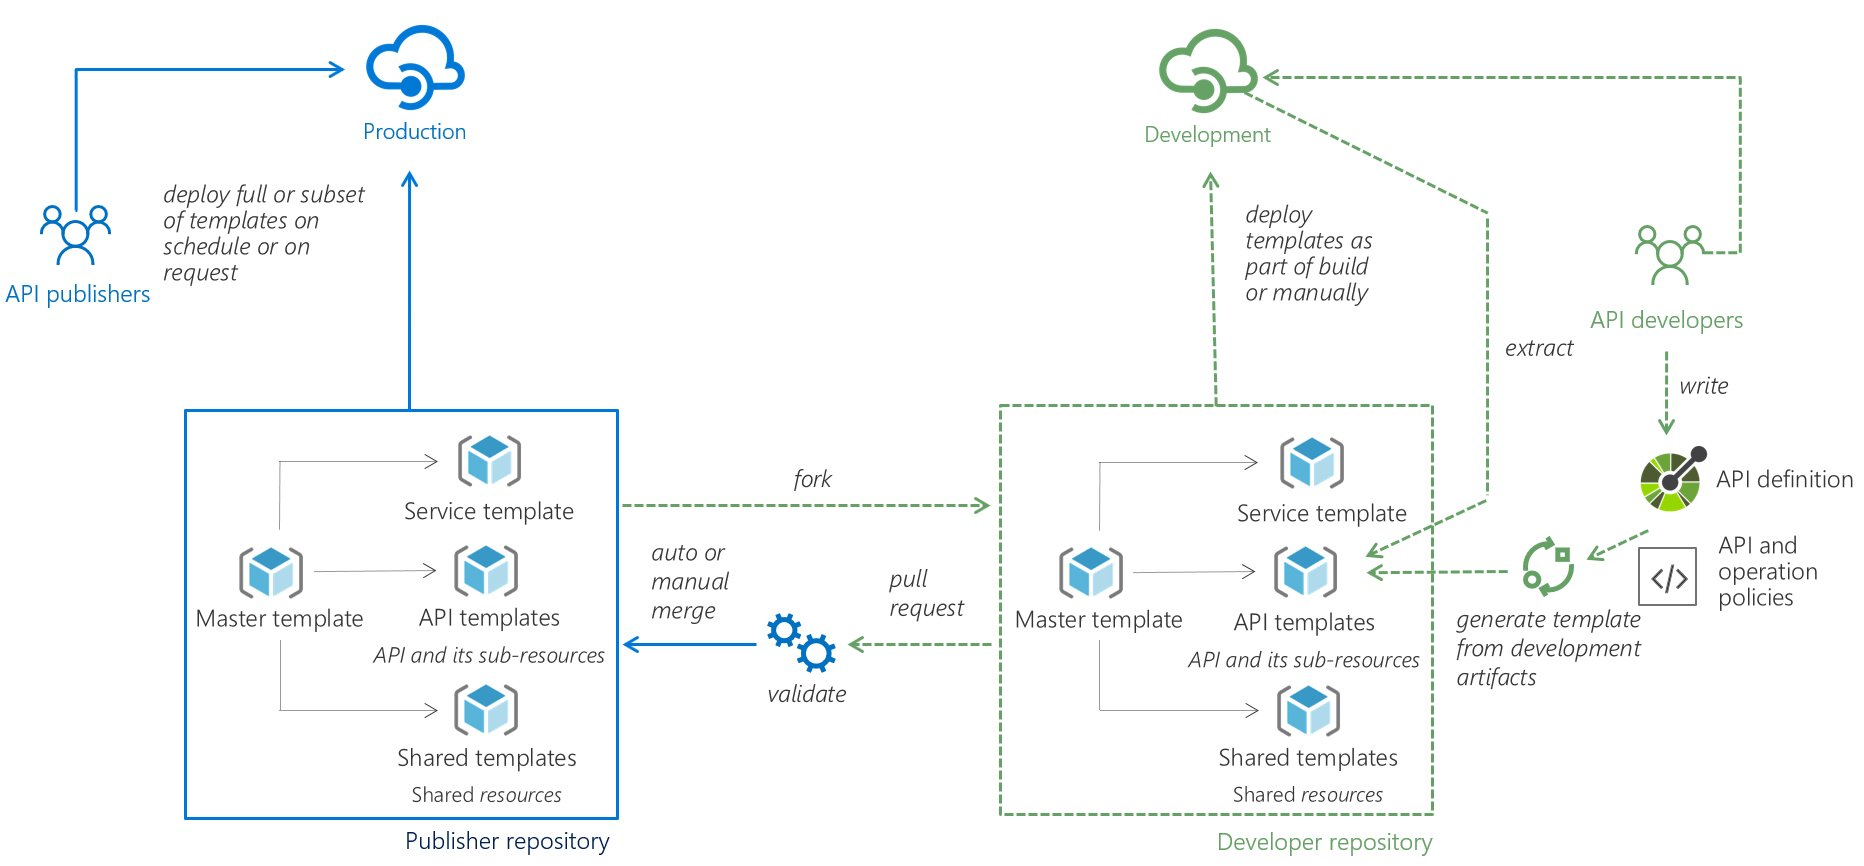 Production
deploy full or subset
of templates on
schedule or on
request
API publishers
Development
deploy
templates as
part of build
or manually
API developers
extract
write
API definition
API and
operation
policies
</>
generate template
from development
artifacts
fork
auto or
manual
merge
pull
request
validate
Service template
Master template
API templates
API and its sub-resources
Shared templates
Shared resources
Publisher repository
Service template
Master template
API templates
API and its sub-resources
Shared templates
Shared resources
Developer repository